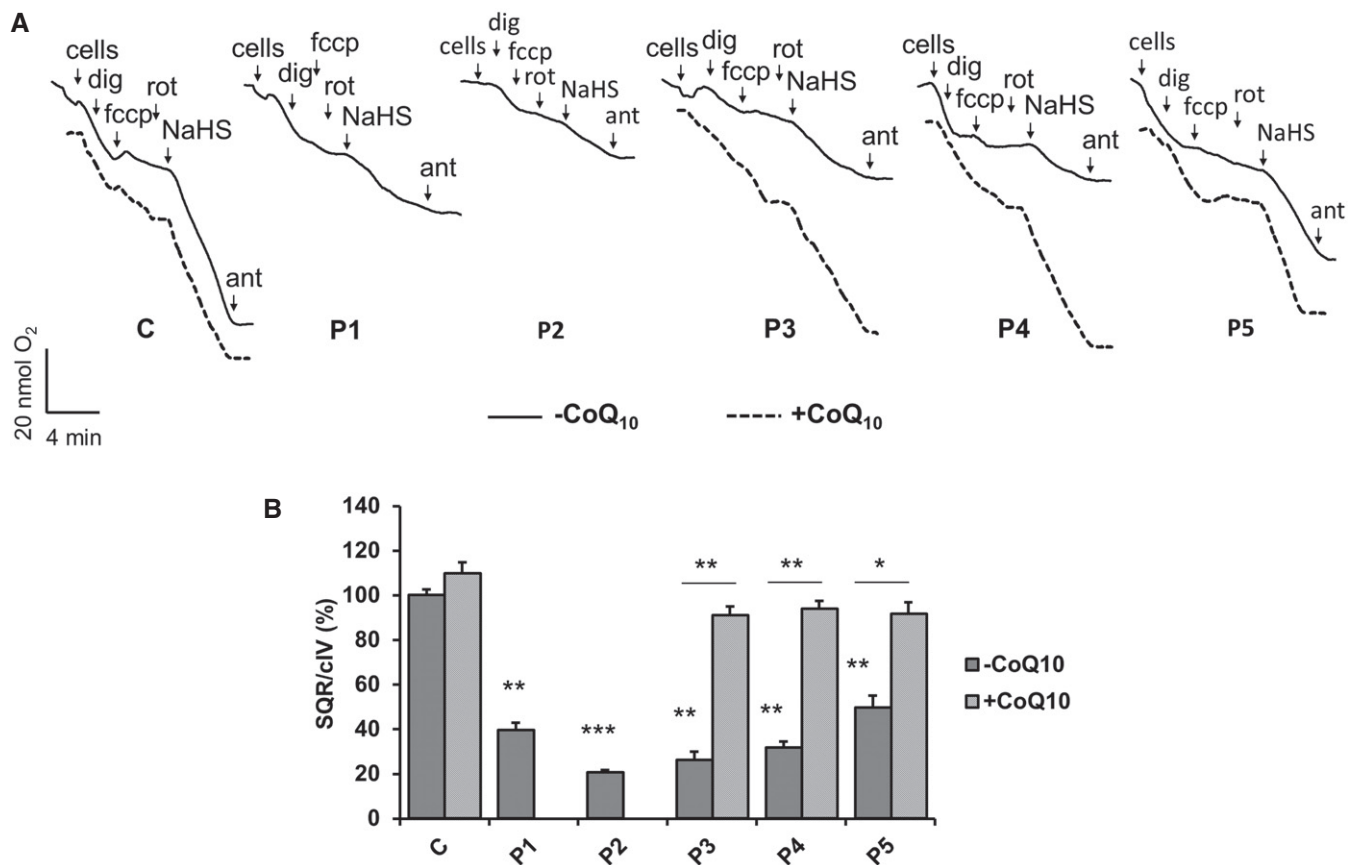 A
cells
dig
fccp
rot
NaHS
ant
C
cells
dig
fccp
rot
NaHS
ant
P1
cells
dig
fccp
rot
NaHS
ant
P2
cells
dig
fccp
rot
NaHS
ant
P3
cells
dig
fccp
rot
NaHS
ant
P4
cells
dig
fccp
rot
NaHS
ant
P5
20 nmol O2
4 min
-CoQ10
+CoQ10
B
SQR/cIV (%)
140
120
100
80
60
40
20
0
**
***
**
**
**
**
**
*
C
P1
P2
P3
P4
P5
-CoQ10
+CoQ10